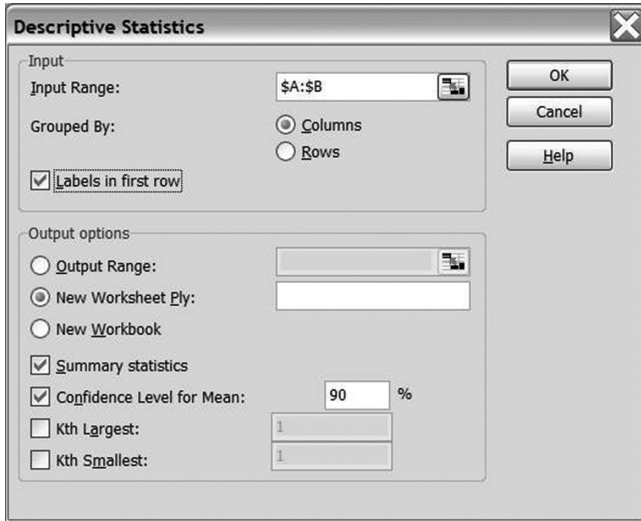 Descriptive Statistics
Input
Input Range: $A:$B
Grouped By: Columns
Rows
Labels in first row
OK
Cancel
Help
Output options
Output Range:
New Worksheet Ply:
New Workbook
Summary statistics
Confidence Level for Mean: 90 %
Kth Largest: 1
Kth Smallest: 1